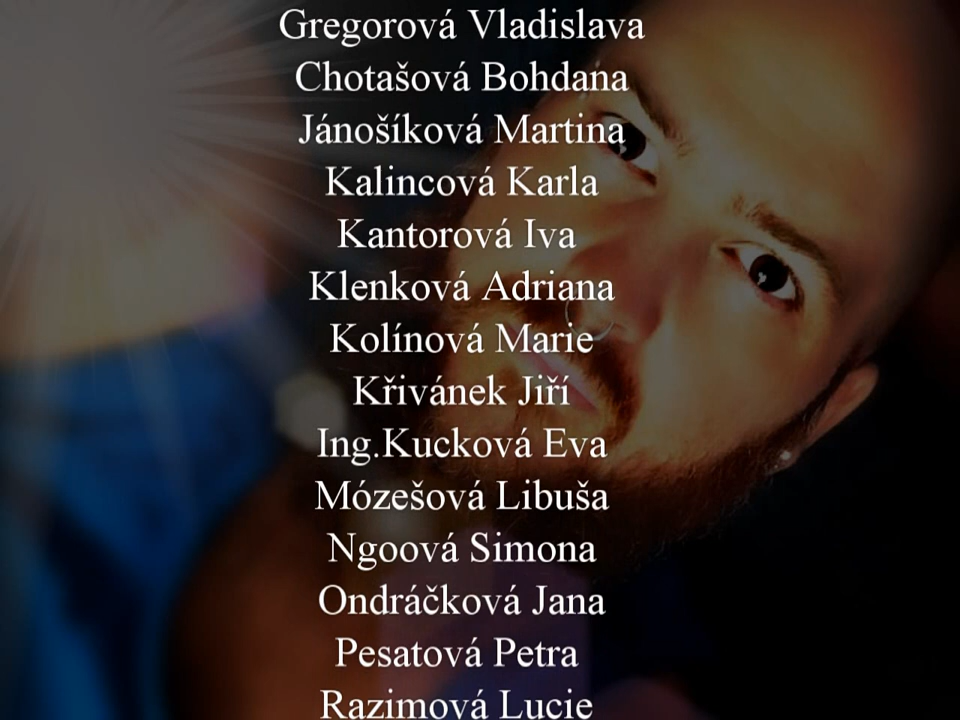 Gregorová Vladislava
Chotašová Bohdana
Jánošíková Martina
Kalincová Karla
Kantorová Iva
Klenková Adriana
Kolínová Marie
Křivánek Jiří
Ing.Kucková Eva
Mózešová Libuša
Ngoová Simona
Ondráčková Jana
Pesatová Petra
Razimová Lucie